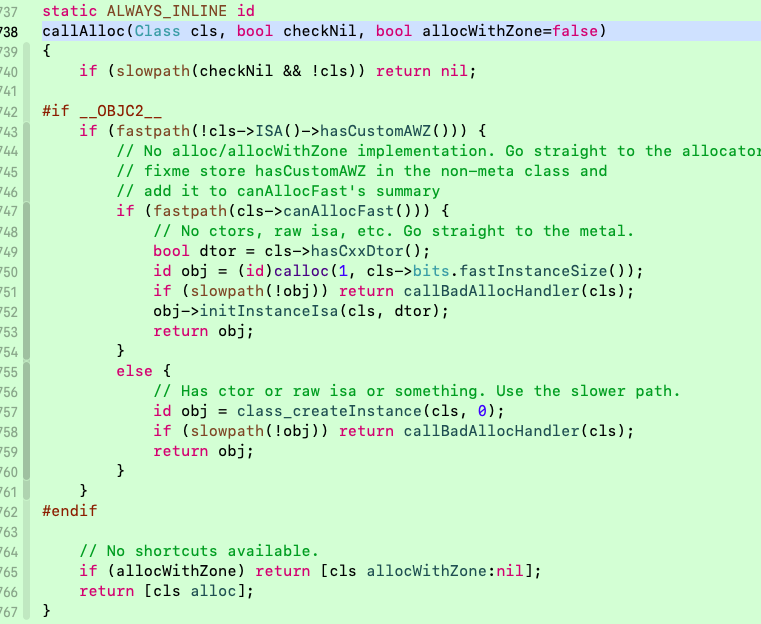 737 static ALWAYS_INLINE id
738 callAlloc(Class cls, bool checkNil, bool allocWithZone=false)
739 {
740     if (slowpath(checkNil && !cls)) return nil;
741
742 #if __OBJC2__
743     if (fastpath(!cls->ISA()->hasCustomAWZ())) {
744         // No alloc/allocWithZone implementation. Go straight to the allocator
745         // fixme store hasCustomAWZ in the non-meta class and
746         // add it to canAllocFast's summary
747         if (fastpath(cls->canAllocFast())) {
748             // No ctors, raw isa, etc. Go straight to the metal.
749             bool dtor = cls->hasCxxDtor();
750             id obj = (id)calloc(1, cls->bits.fastInstanceSize());
751             if (slowpath(!obj)) return callBadAllocHandler(cls);
752             obj->initInstanceIsa(cls, dtor);
753             return obj;
754         }
755         else {
756             // Has ctor or raw isa or something. Use the slower path.
757             id obj = class_createInstance(cls, 0);
758             if (slowpath(!obj)) return callBadAllocHandler(cls);
759             return obj;
760         }
761     }
762 #endif
763
764     // No shortcuts available.
765     if (allocWithZone) return [cls allocWithZone:nil];
766     return [cls alloc];
767 }